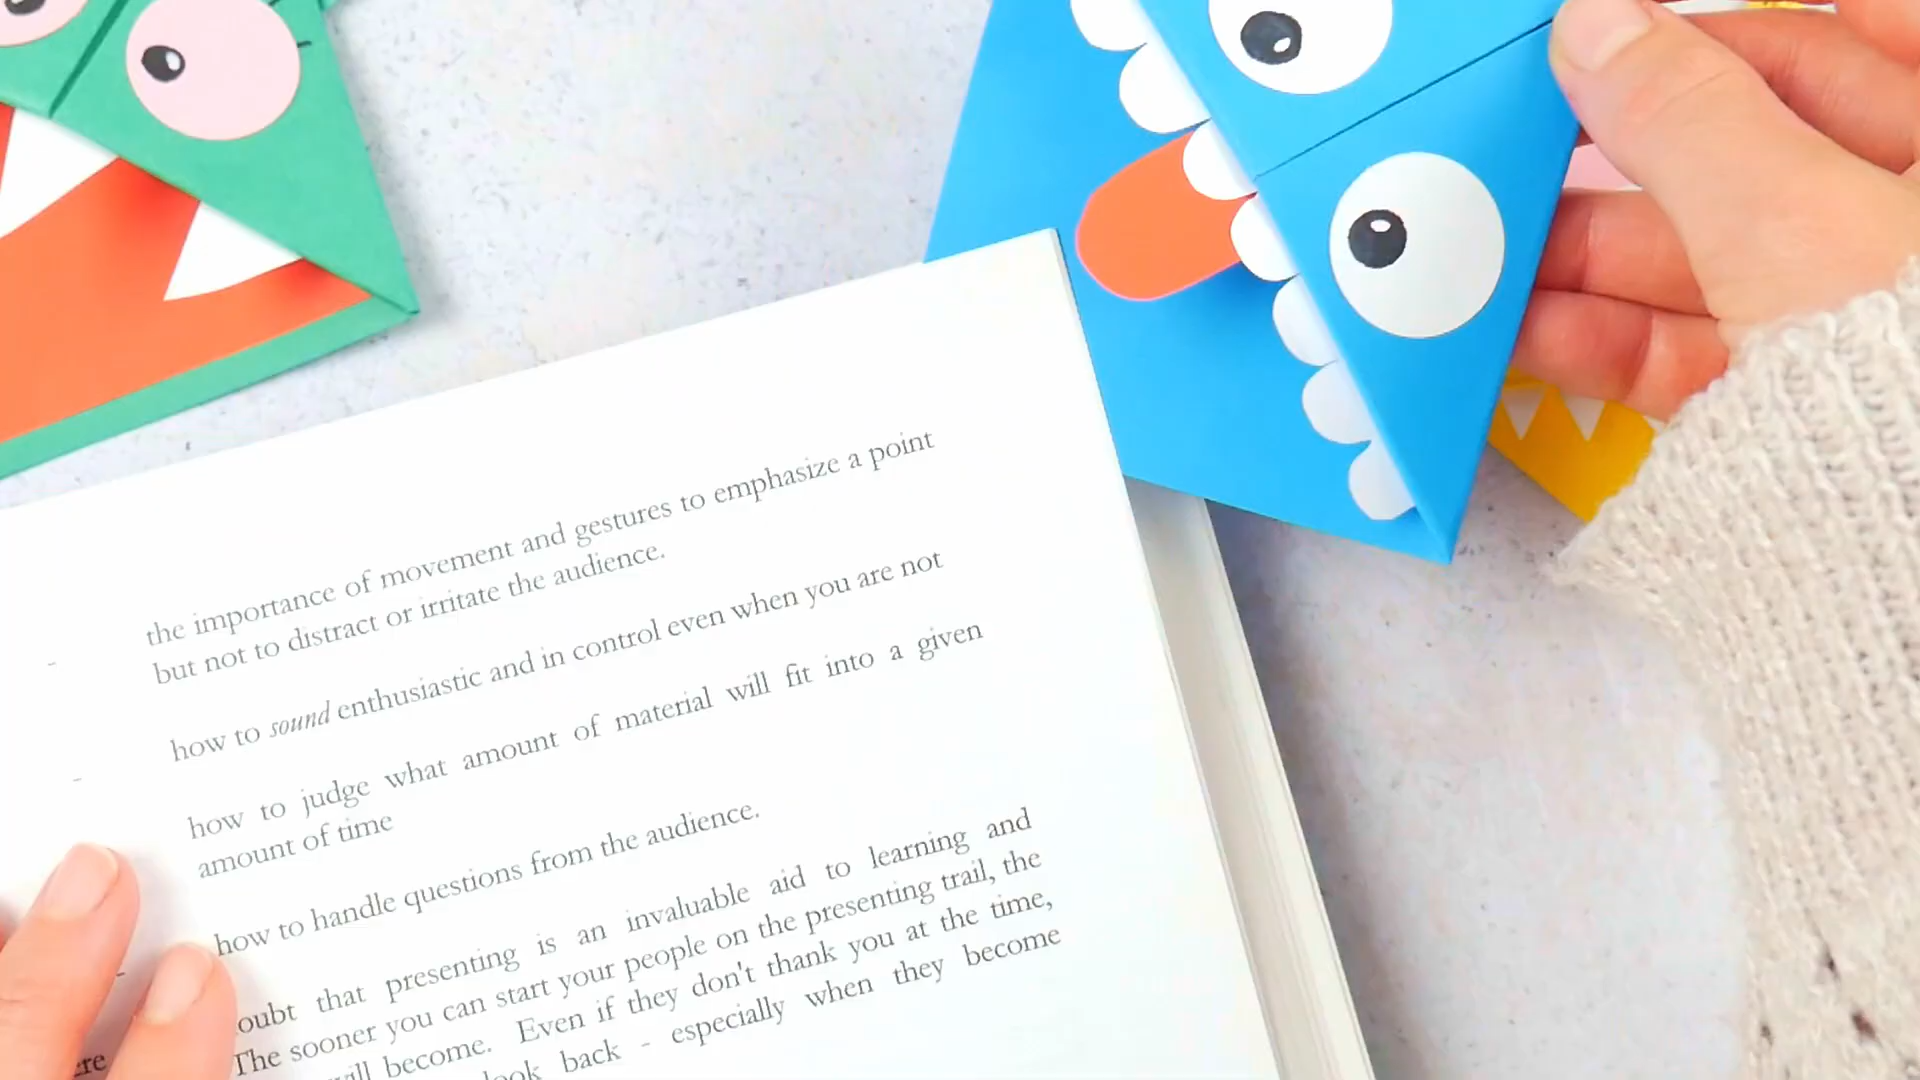 the importance of movement and gestures to emphasize a point
but not to distract or irritate the audience.
- how to sound enthusiastic and in control even when you are not
- how to judge what amount of material will fit into a given
amount of time
- how to handle questions from the audience.
oubt that presenting is an invaluable aid to learning and
The sooner you can start your people on the presenting trail, the
will become. Even if they don't thank you at the time,
look back - especially when they become